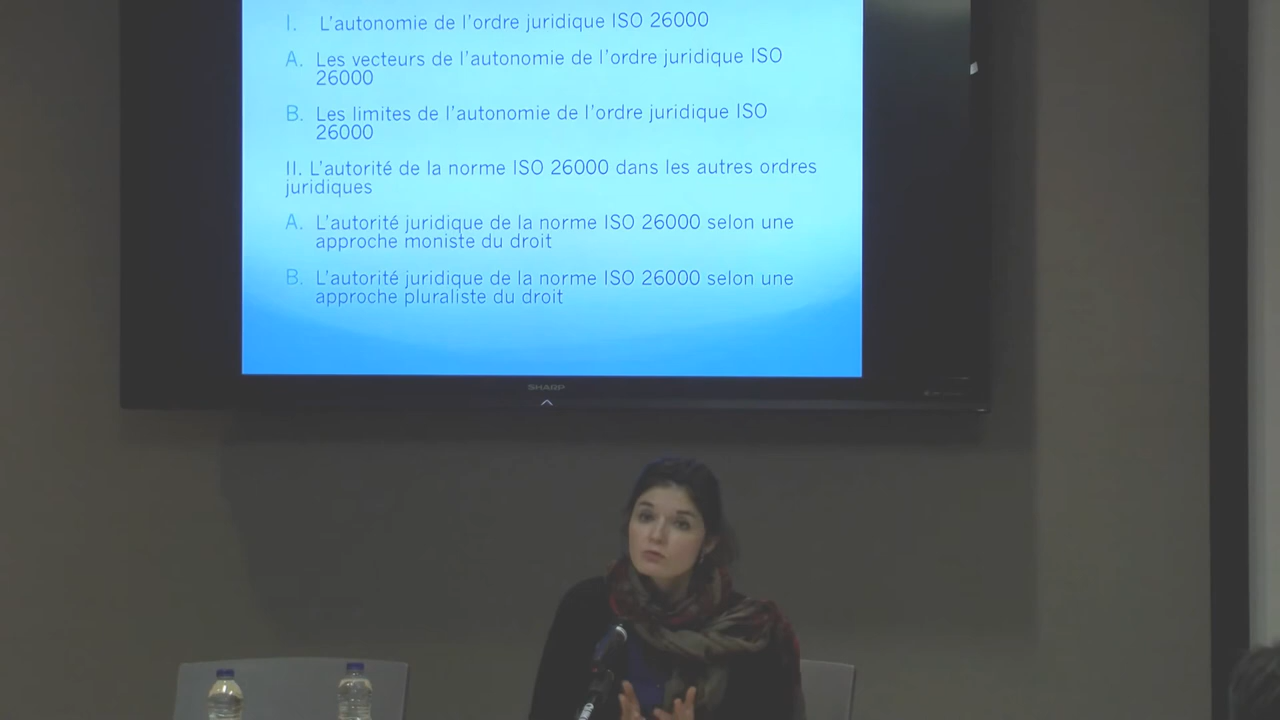 I. L'autonomie de l'ordre juridique ISO 26000
A. Les vecteurs de l'autonomie de l'ordre juridique ISO
26000
B. Les limites de l'autonomie de l'ordre juridique ISO
26000
II. L'autorité de la norme ISO 26000 dans les autres ordres
juridiques
A. L'autorité juridique de la norme ISO 26000 selon une
approche moniste du droit
B. L'autorité juridique de la norme ISO 26000 selon une
approche pluraliste du droit
SHARP